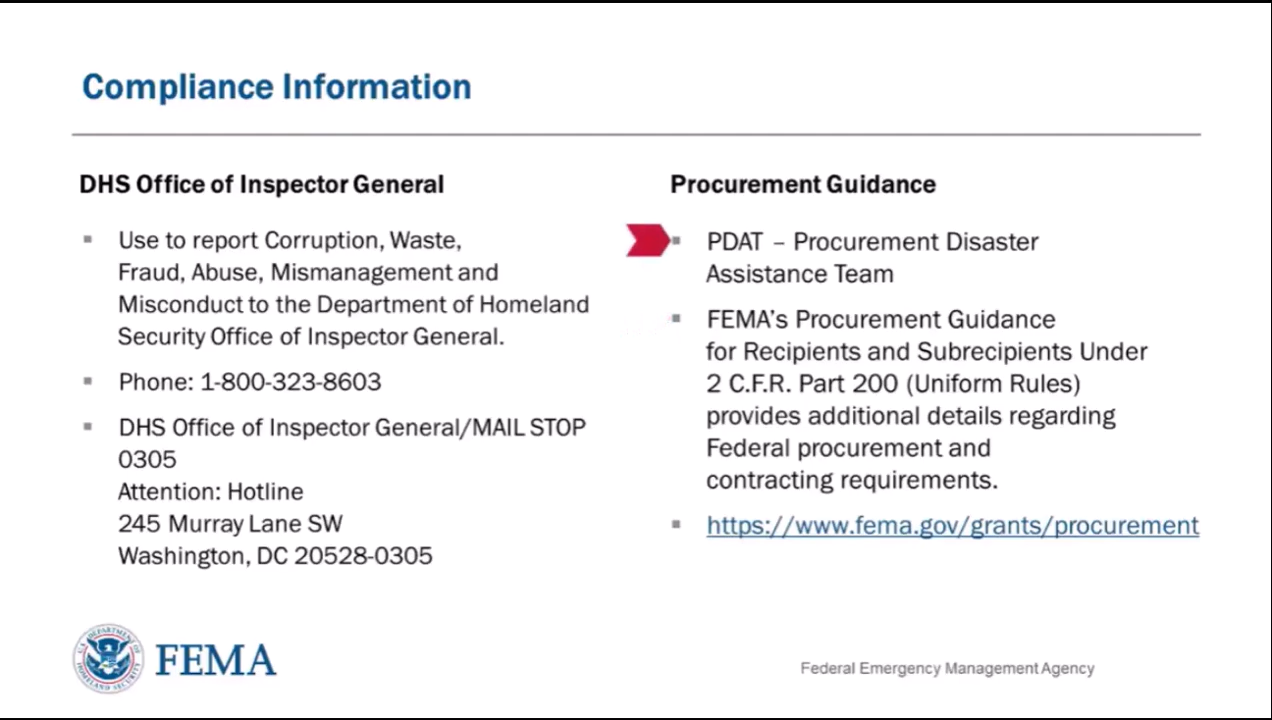 Compliance Information
DHS Office of Inspector General
Use to report Corruption, Waste,
Fraud, Abuse, Mismanagement and
Misconduct to the Department of Homeland
Security Office of Inspector General.
Phone: 1-800-323-8603
DHS Office of Inspector General/MAIL STOP
0305
Attention: Hotline
245 Murray Lane SW
Washington, DC 20528-0305
Procurement Guidance
PDAT – Procurement Disaster
Assistance Team
FEMA's Procurement Guidance
for Recipients and Subrecipients Under
2 C.F.R. Part 200 (Uniform Rules)
provides additional details regarding
Federal procurement and
contracting requirements.
https://www.fema.gov/grants/procurement
FEMA
Federal Emergency Management Agency